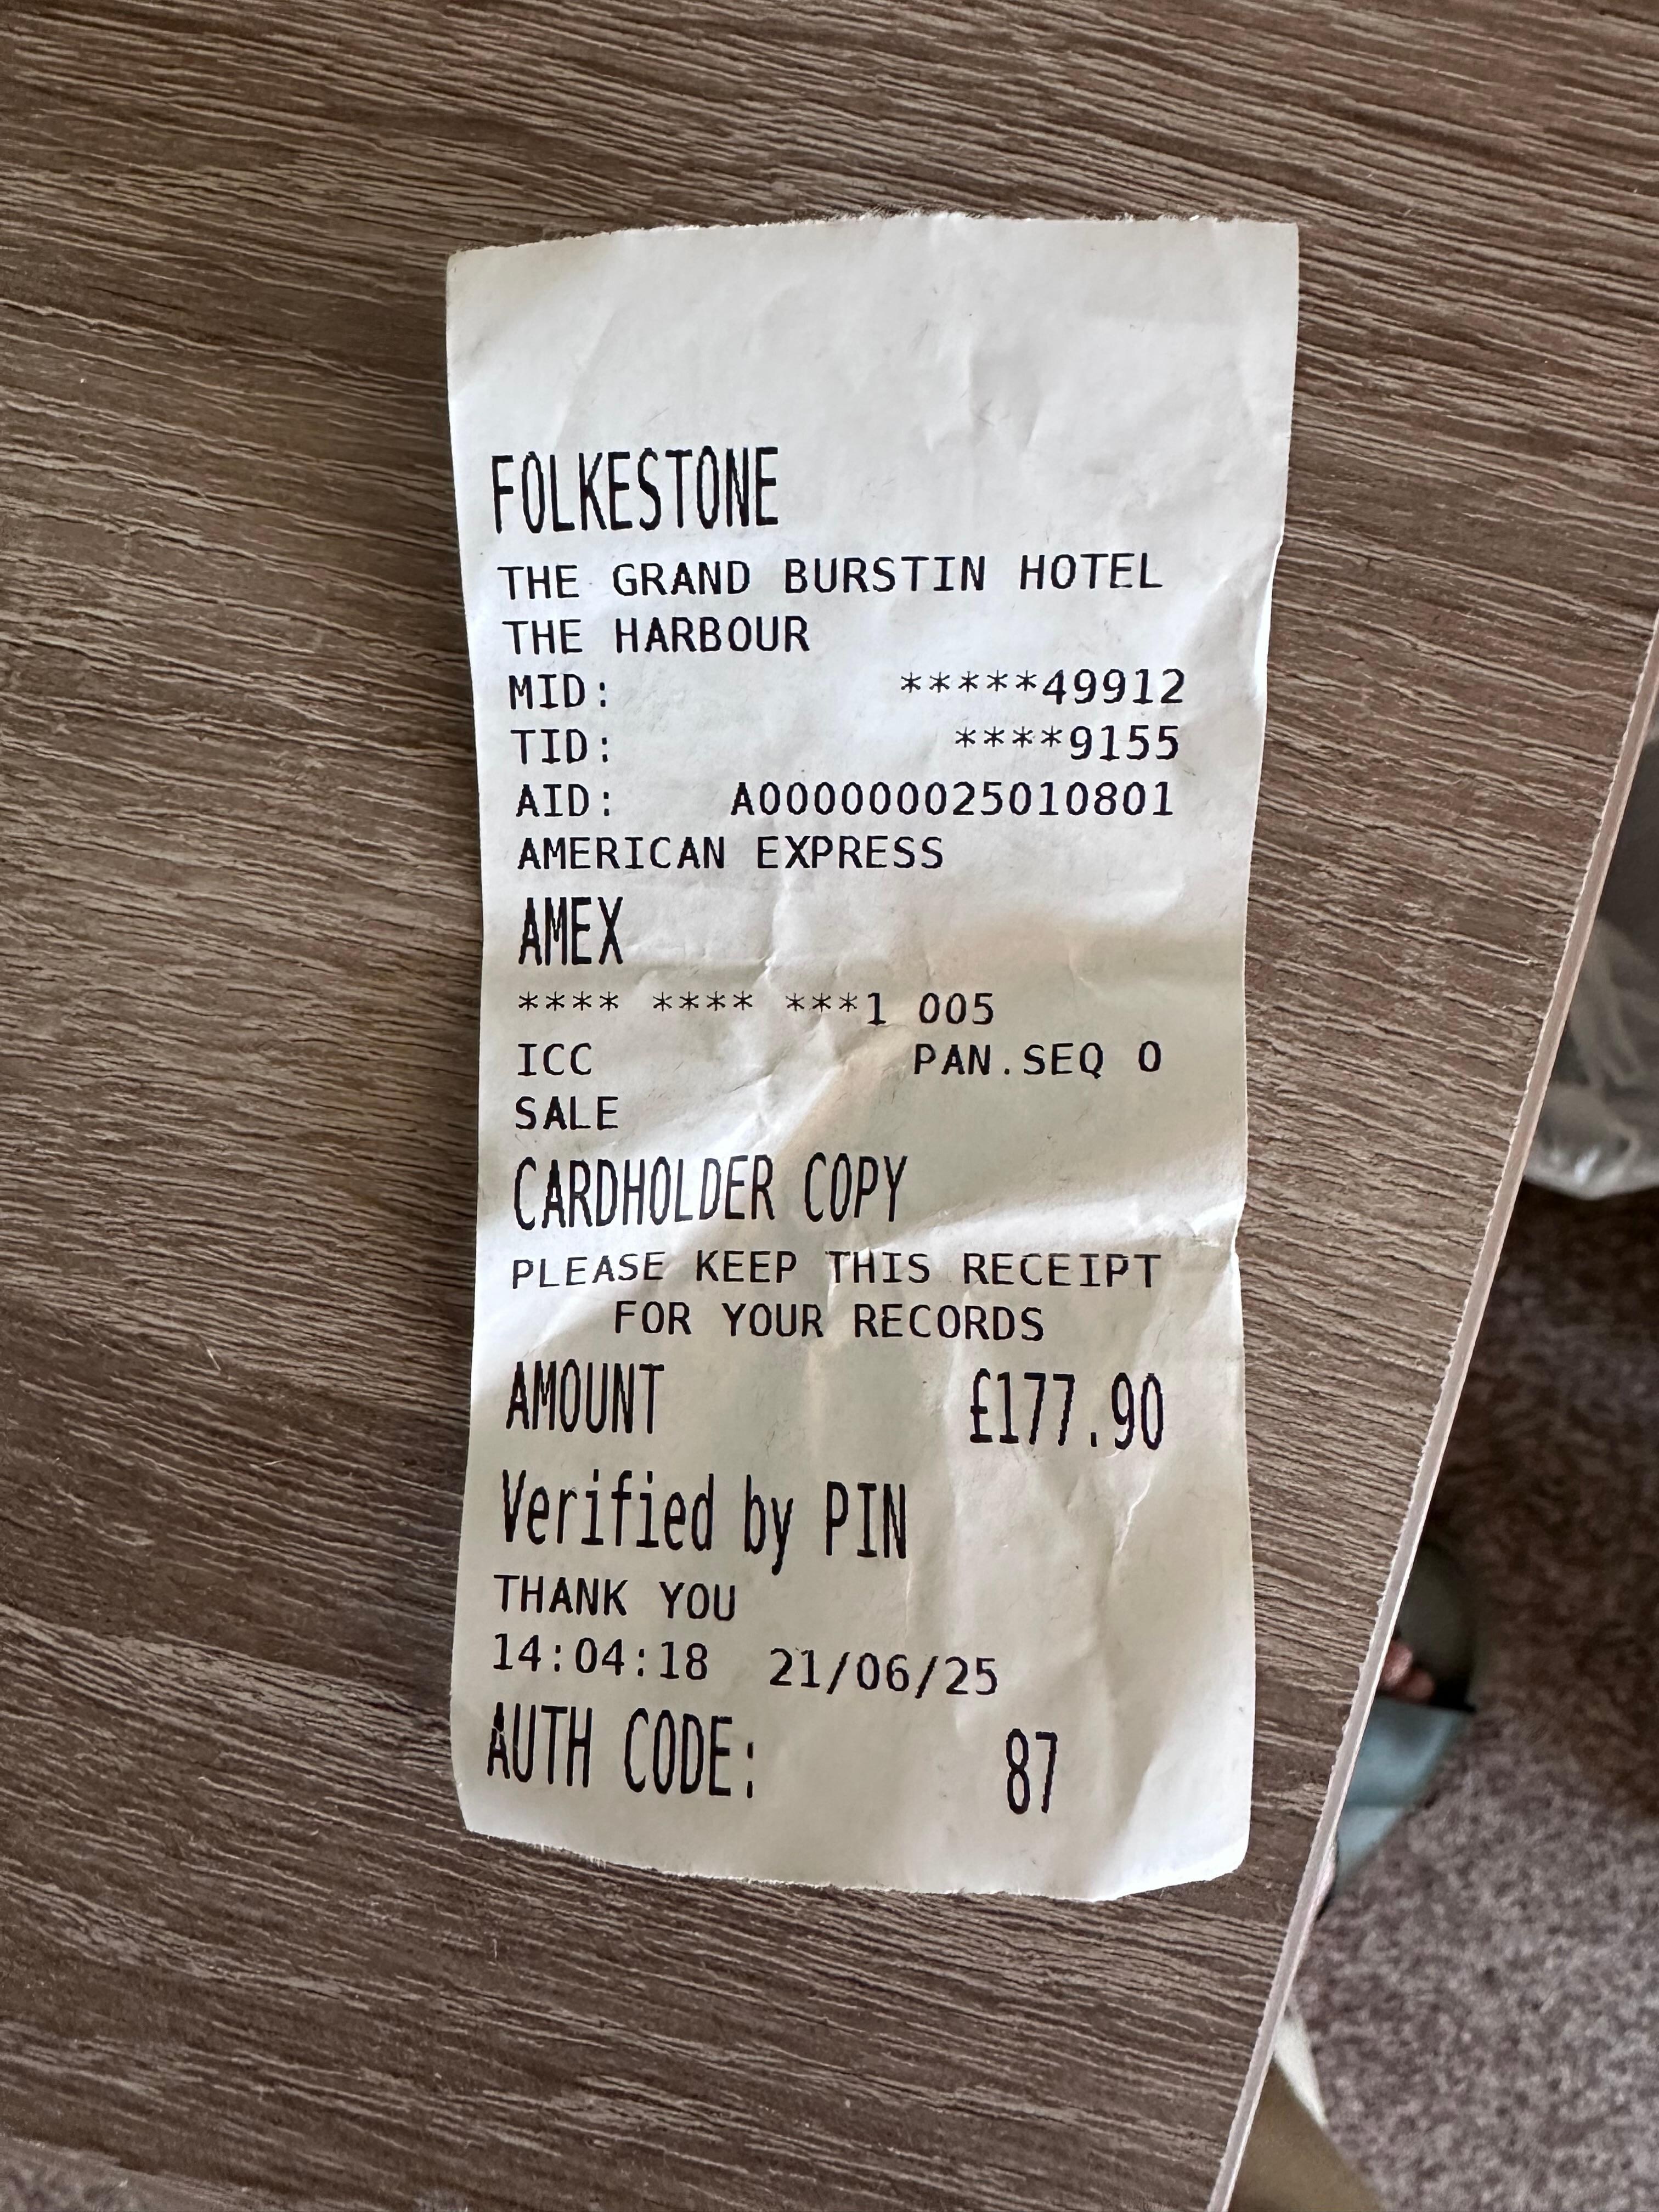 FOLKESTONE
THE GRAND BURSTIN HOTEL
THE HARBOUR
MID: *****49912
TID: ****9155
AID: A000000025010801
AMERICAN EXPRESS
AMEX
**** **** ***1 005
ICC PAN.SEQ 0
SALE
CARDHOLDER COPY
PLEASE KEEP THIS RECEIPT
FOR YOUR RECORDS
AMOUNT £177.90
Verified by PIN
THANK YOU
14:04:18 21/06/25
AUTH CODE: 87